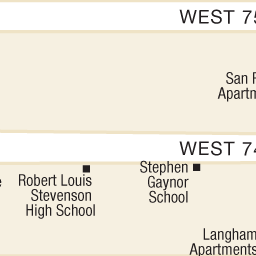 WEST 75
San
Apartm
WEST 74
Robert Louis
Stevenson
High School
Stephen
Gaynor
School
Langham
Apartments